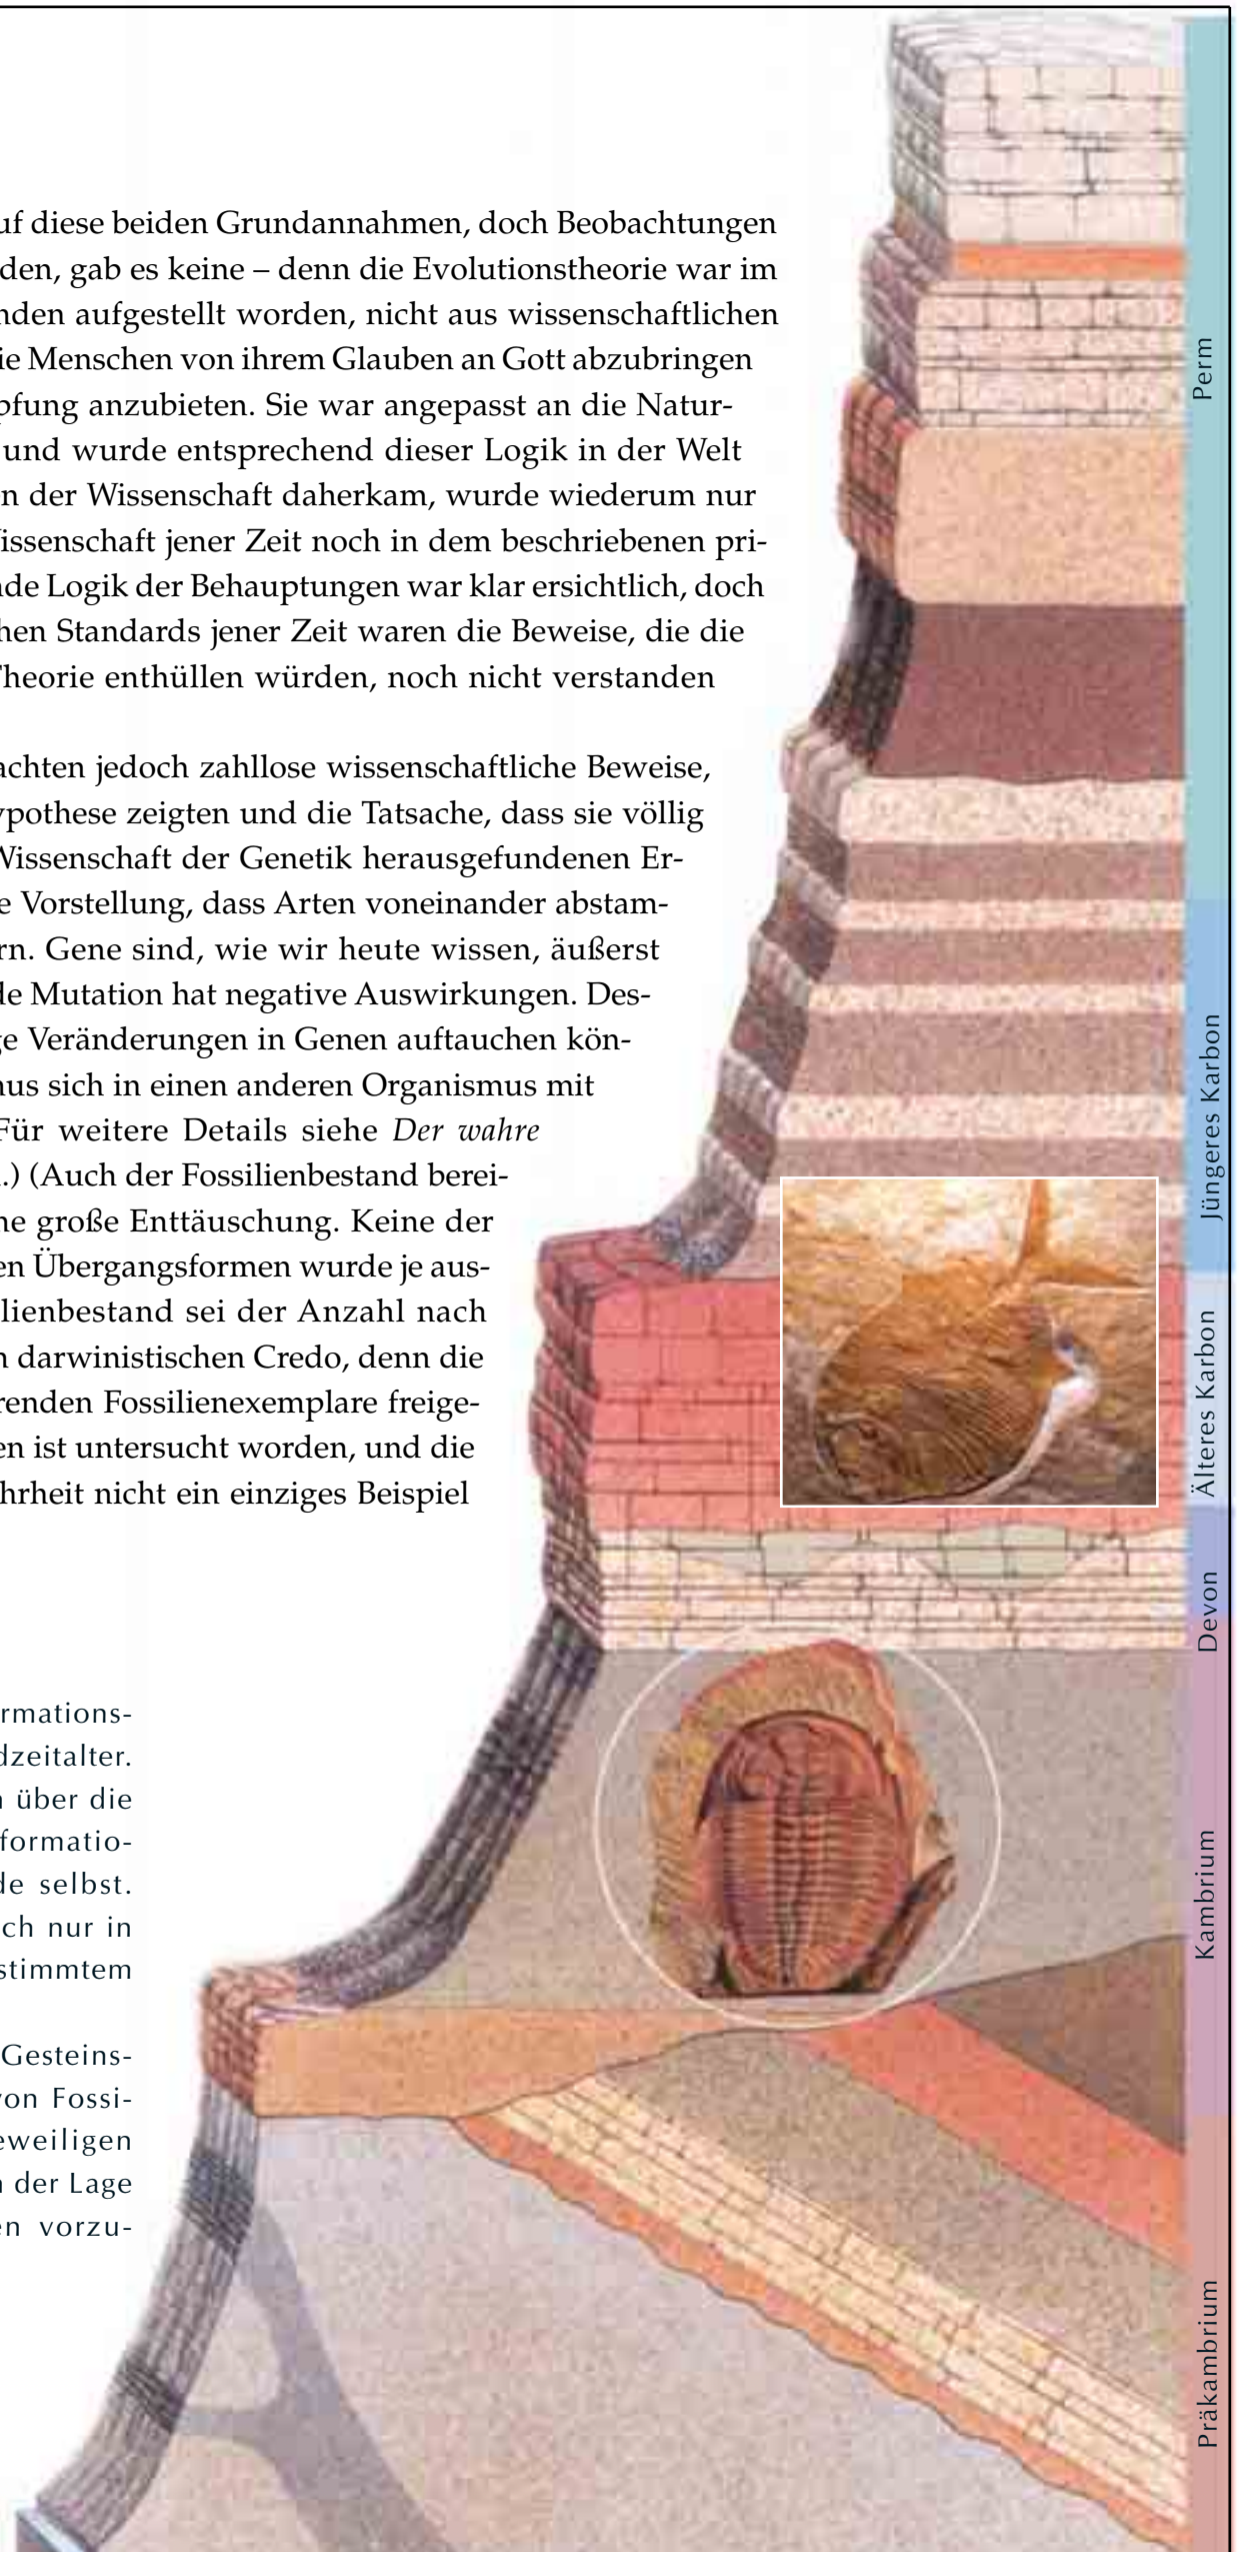 uf diese beiden Grundannahmen, doch Beobachtungen
den, gab es keine – denn die Evolutionstheorie war im
nden aufgestellt worden, nicht aus wissenschaftlichen
ie Menschen von ihrem Glauben an Gott abzubringen
pfung anzubieten. Sie war angepasst an die Natur-
und wurde entsprechend dieser Logik in der Welt
n der Wissenschaft daherkam, wurde wiederum nur
issenschaft jener Zeit noch in dem beschriebenen pri-
de Logik der Behauptungen war klar ersichtlich, doch
hen Standards jener Zeit waren die Beweise, die die
Theorie enthüllen würden, noch nicht verstanden
achten jedoch zahllose wissenschaftliche Beweise,
ypothese zeigten und die Tatsache, dass sie völlig
Wissenschaft der Genetik herausgefundenen Er-
e Vorstellung, dass Arten voneinander abstam-
rn. Gene sind, wie wir heute wissen, äußerst
de Mutation hat negative Auswirkungen. Des-
ge Veränderungen in Genen auftauchen kön-
nus sich in einen anderen Organismus mit
Für weitere Details siehe Der wahre
.) (Auch der Fossilienbestand berei-
ne große Enttäuschung. Keine der
en Übergangsformen wurde je aus-
lienbestand sei der Anzahl nach
n darwinistischen Credo, denn die
renden Fossilienexemplare freige-
en ist untersucht worden, und die
hrheit nicht ein einziges Beispiel
rmations-
dzeitalter.
n über die
formatio-
de selbst.
ch nur in
stimmtem
Gesteins-
von Fossi-
eweiligen
n der Lage
en vorzu-
Perm
Jüngeres Karbon
Älteres Karbon
Devon
Kambrium
Präkambrium